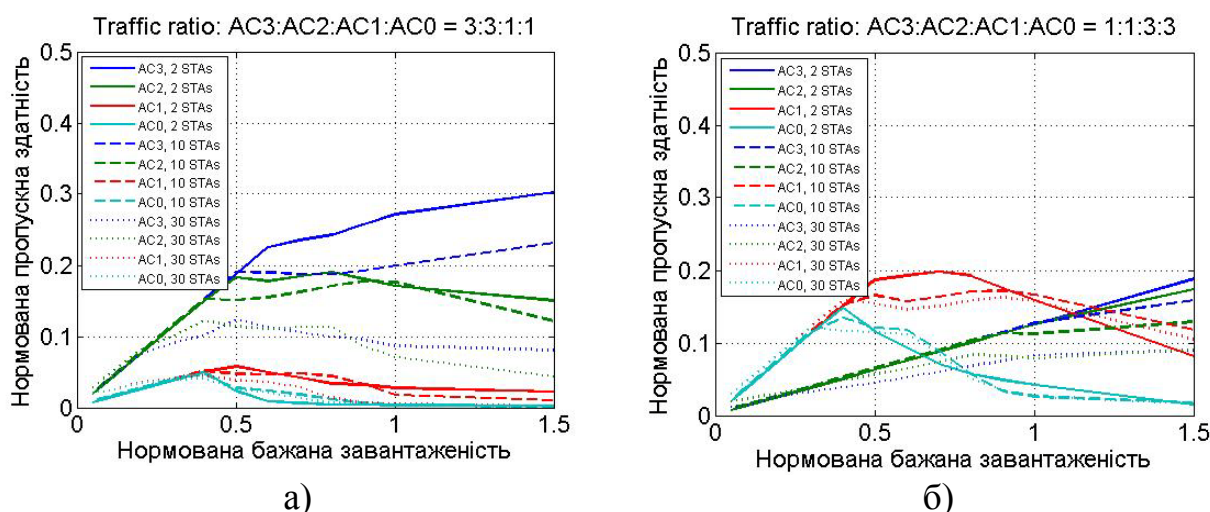 Traffic ratio: AC3:AC2:AC1:AC0 = 3:3:1:1
Нормована пропускна здатність
0.5
0.4
0.3
0.2
0.1
0
AC3, 2 STAs
AC2, 2 STAs
AC1, 2 STAs
AC0, 2 STAs
AC3, 10 STAs
AC2, 10 STAs
AC1, 10 STAs
AC0, 10 STAs
AC3, 30 STAs
AC2, 30 STAs
AC1, 30 STAs
AC0, 30 STAs
0 0.5 1 1.5
Нормована бажана завантаженість
а)
Traffic ratio: AC3:AC2:AC1:AC0 = 1:1:3:3
Нормована пропускна здатність
0.5
0.4
0.3
0.2
0.1
0
AC3, 2 STAs
AC2, 2 STAs
AC1, 2 STAs
AC0, 2 STAs
AC3, 10 STAs
AC2, 10 STAs
AC1, 10 STAs
AC0, 10 STAs
AC3, 30 STAs
AC2, 30 STAs
AC1, 30 STAs
AC0, 30 STAs
0 0.5 1 1.5
Нормована бажана завантаженість
б)